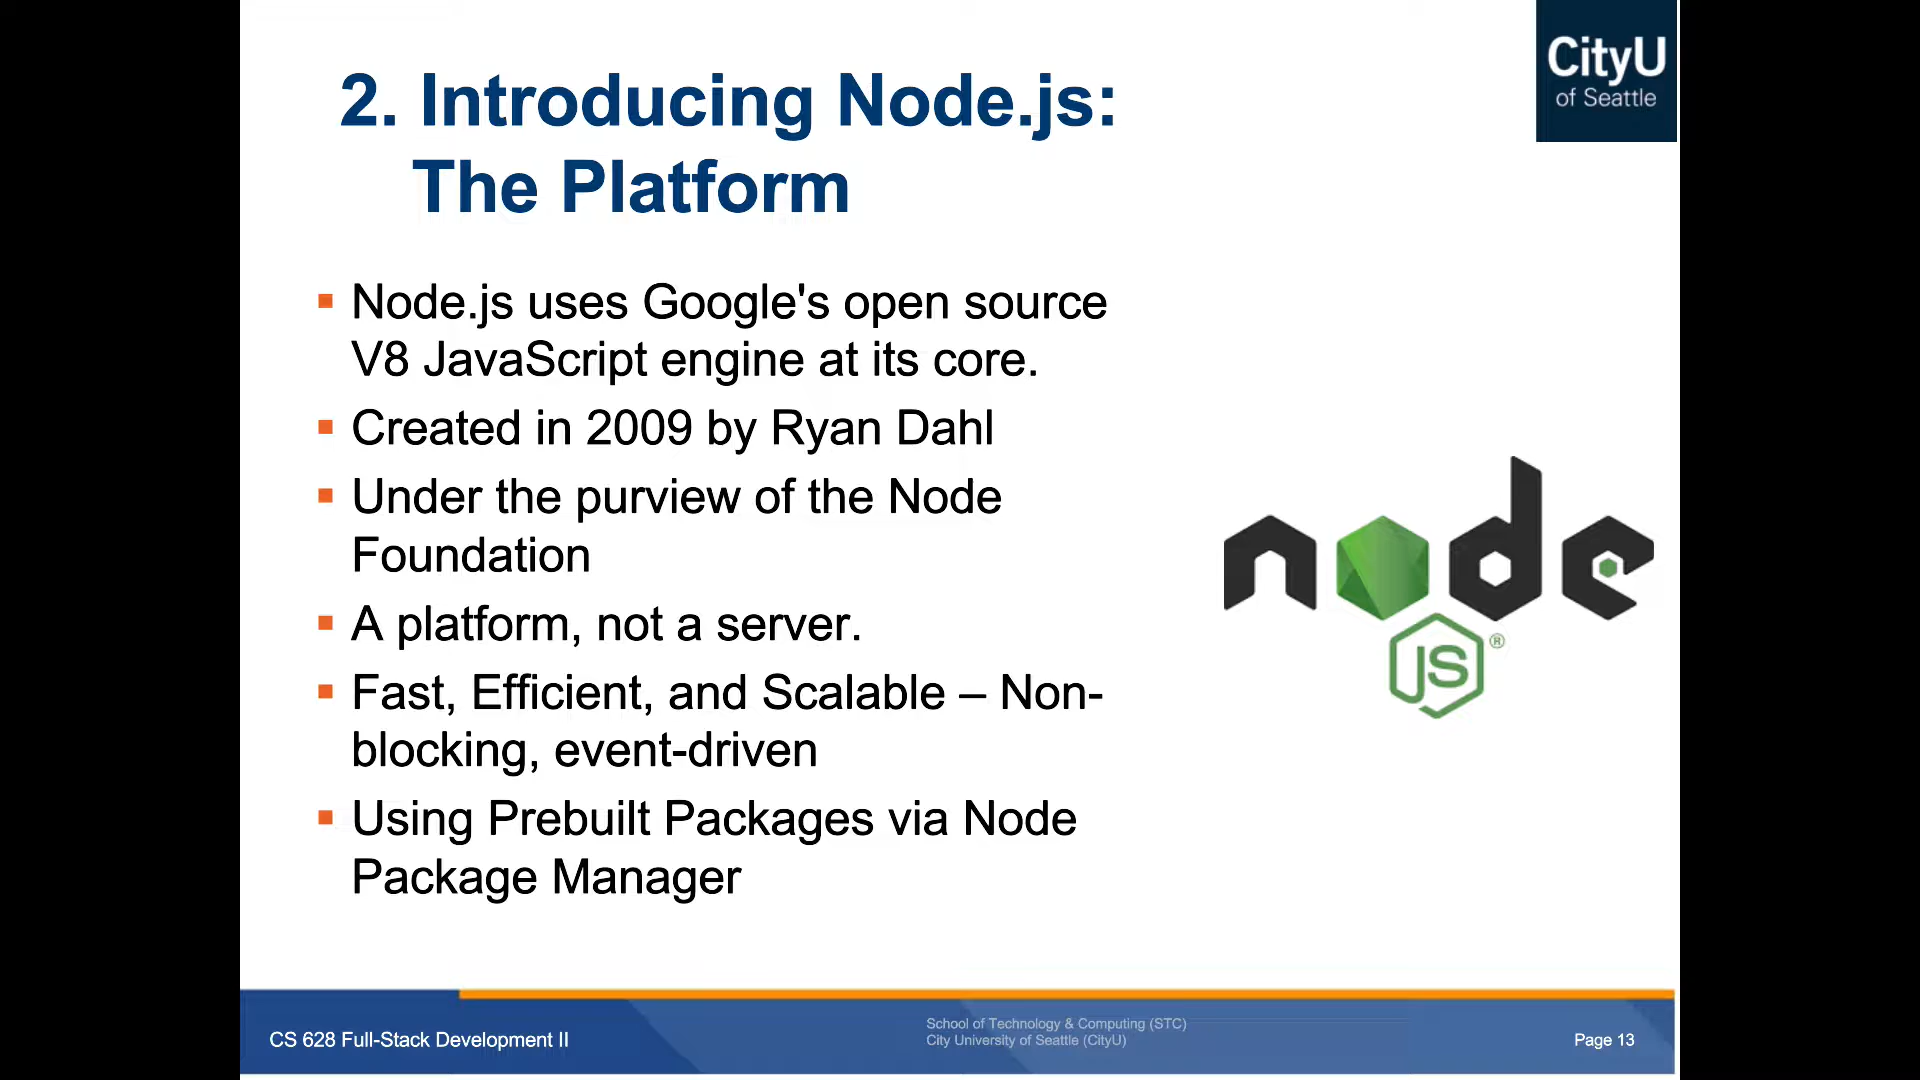 CityU
of Seattle
2. Introducing Node.js:
The Platform
▪ Node.js uses Google's open source
V8 JavaScript engine at its core.
▪ Created in 2009 by Ryan Dahl
▪ Under the purview of the Node
Foundation
▪ A platform, not a server.
▪ Fast, Efficient, and Scalable – Non-
blocking, event-driven
▪ Using Prebuilt Packages via Node
Package Manager
node
JS®
CS 628 Full-Stack Development II
School of Technology & Computing (STC)
City University of Seattle (CityU)
Page 13